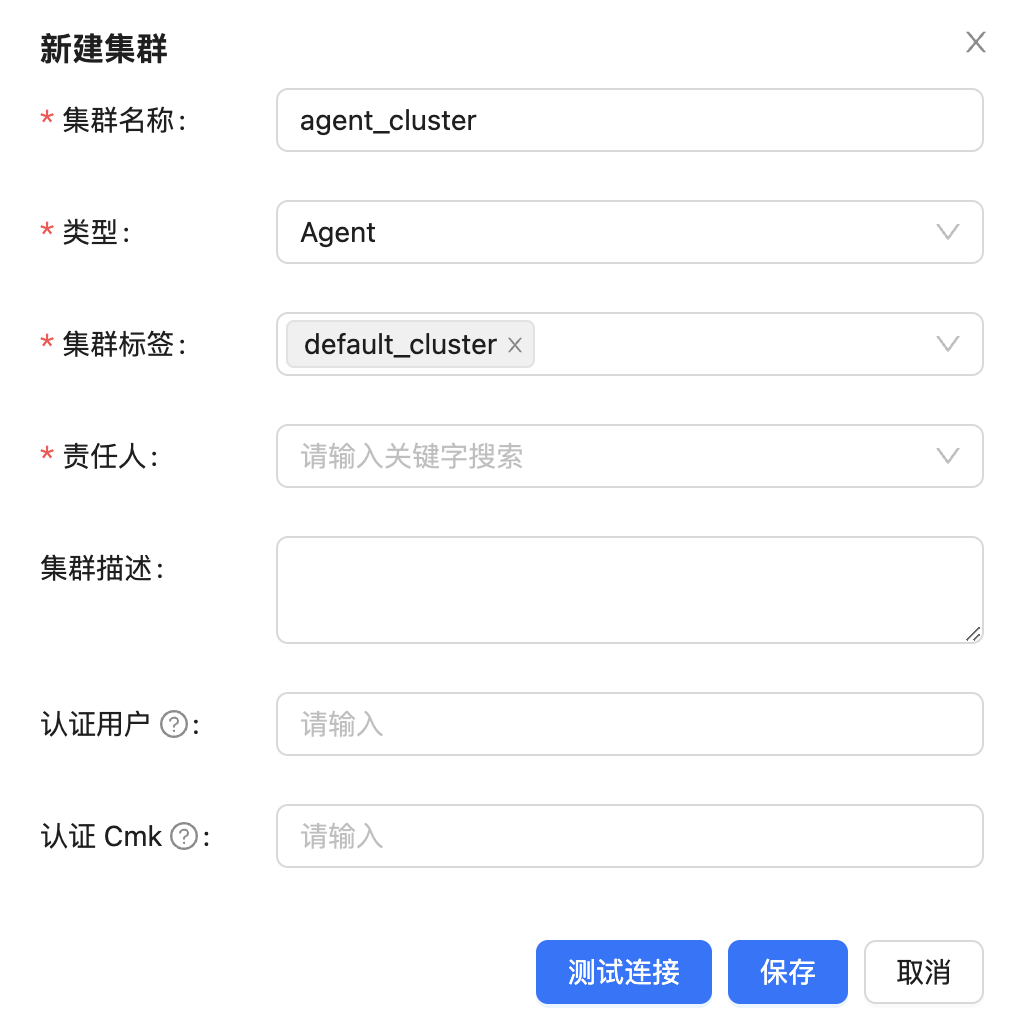 新建集群
* 集群名称: agent_cluster
* 类型: Agent
* 集群标签: default_cluster
* 责任人: 请输入关键字搜索
集群描述:
认证用户 ?: 请输入
认证 Cmk ?: 请输入
测试连接 保存 取消